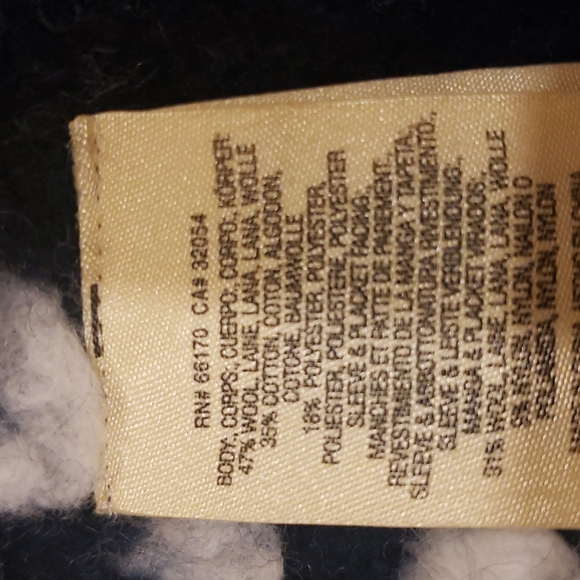 RN# 66170 CA# 32054
BODY., CORPS., CUERPO:, CORPO:, KÖRPER:
47% WOOL, LAINE, LANA, LANA, WOLLE
35% COTTON, COTON, ALGODON,
COTONE, BAUMWOLLE
18% POLYESTER, POLYESTER,
POLIESTER, POLIESTERE, POLYESTER
SLEEVE & PLACKET FACING.,
MANCHES ET PATTE DE PAREMENT.,
REVESTIMIENTO DE LA MANGA Y TAPETA.,
SLEEVE & ABBOTTONATURA RIVESTIMENTO.,
SLEEVE & LEISTE VERBLENDUNG.,
MANGA & PLACKET VIRADOS.,
91% WOOL, LAINE, LANA, LANA, WOLLE
9% NYLON, NYLON, NAILON O
POLIAMIDA, NYLON, NYLON